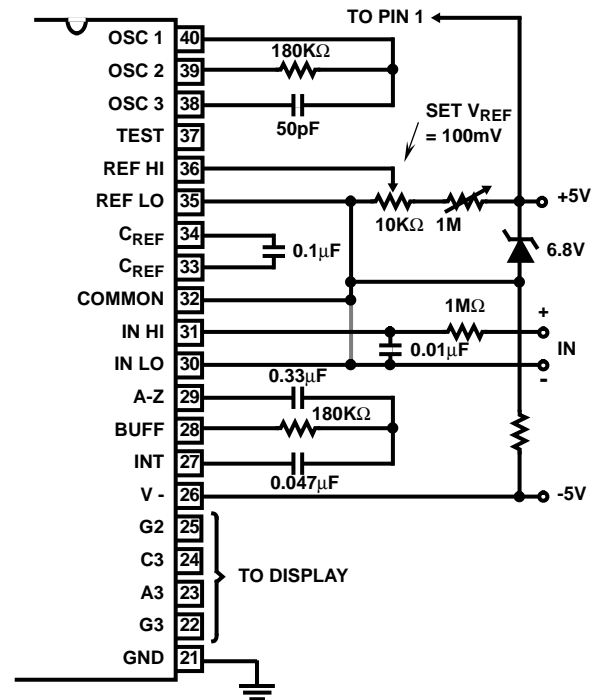 TO PIN 1
OSC 1 40
180KΩ
OSC 2 39
OSC 3 38
50pF
TEST 37
SET VREF
= 100mV
REF HI 36
REF LO 35
10KΩ 1M
+5V
CREF 34
0.1μF
6.8V
CREF 33
COMMON 32
1MΩ
+
IN HI 31
0.01μF
IN
IN LO 30
-
0.33μF
A-Z 29
180KΩ
BUFF 28
INT 27
0.047μF
V - 26
-5V
G2 25
C3 24
TO DISPLAY
A3 23
G3 22
GND 21